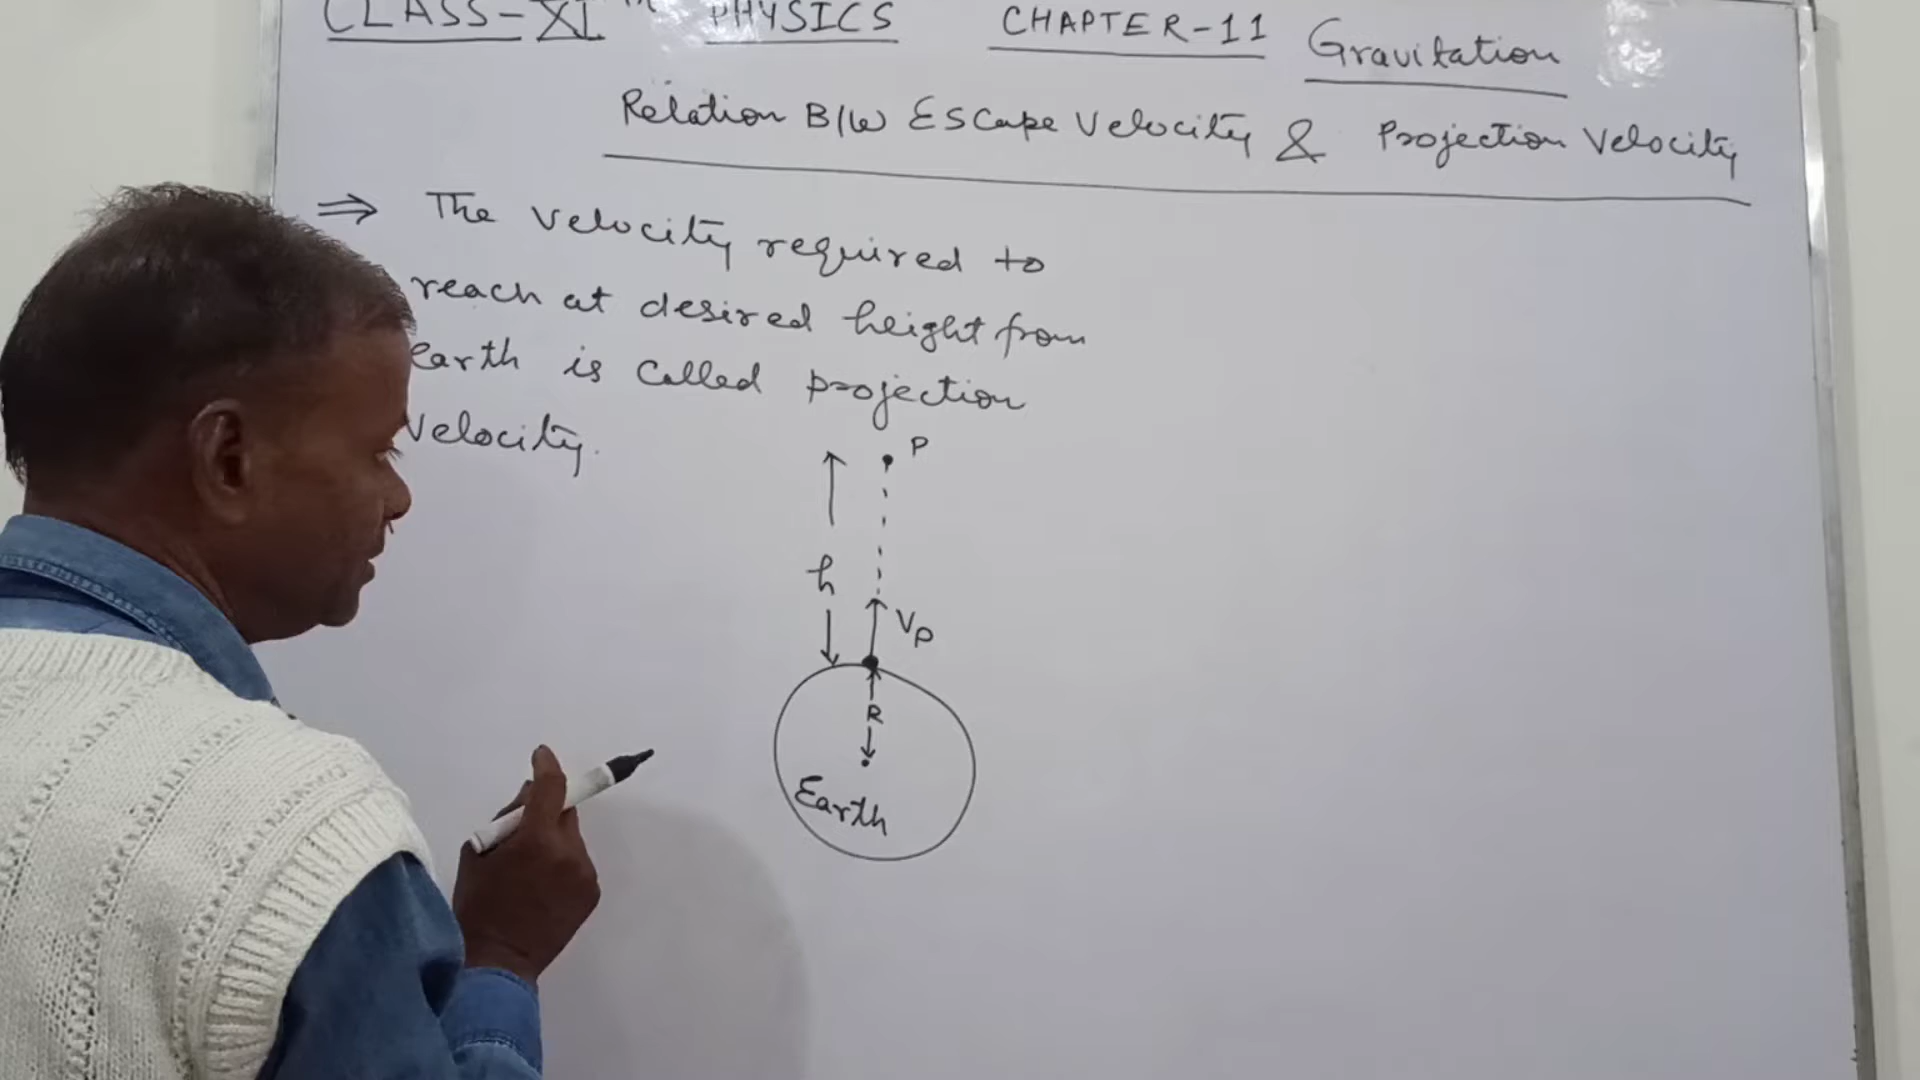 CLASS-XI th PHYSICS CHAPTER-11 Gravitation
Relation B/W Escape Velocity & Projection Velocity
⇒ The velocity required to
reach at desired height from
earth is called projection
velocity.
P
h
Vp
R
Earth